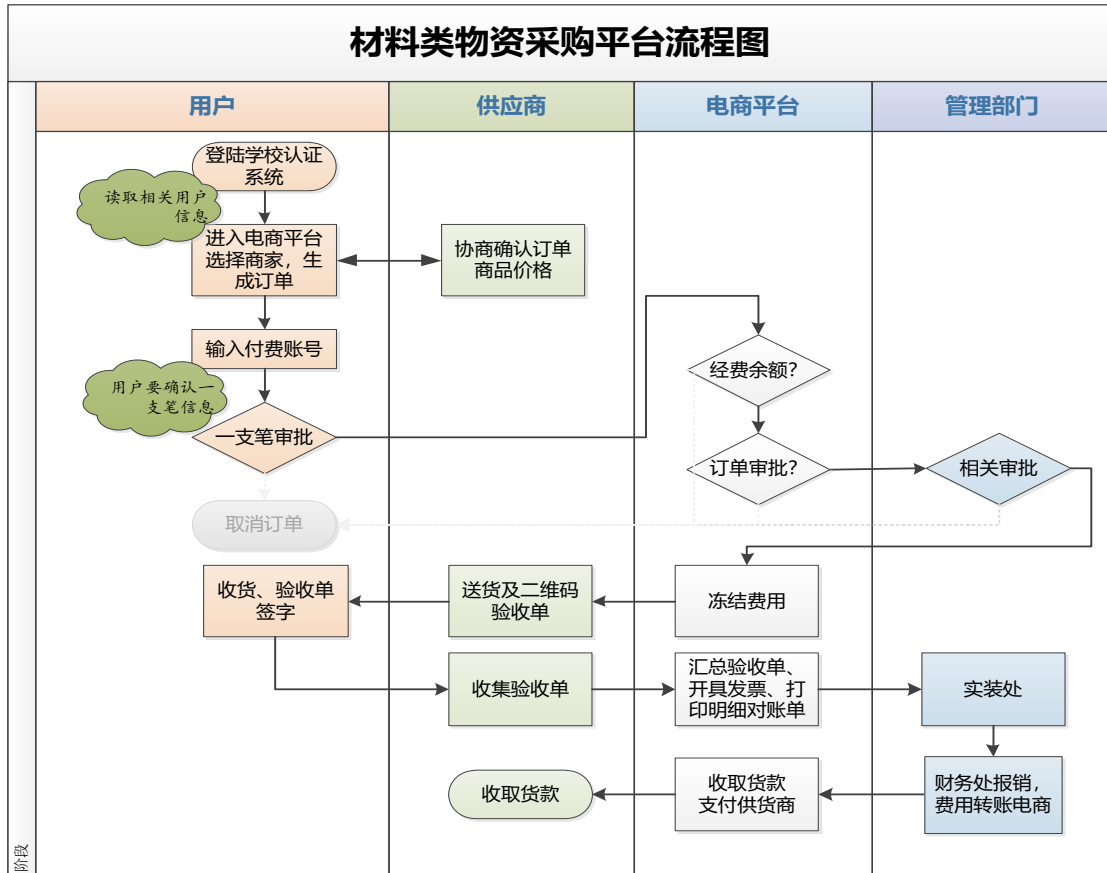 材料类物资采购平台流程图
用户
供应商
电商平台
管理部门
登陆学校认证
系统
读取相关用户
信息
进入电商平台
选择商家，生
成订单
协商确认订单
商品价格
输入付费账号
用户要确认一
支笔信息
一支笔审批
经费余额？
订单审批？
相关审批
取消订单
收货、验收单
签字
送货及二维码
验收单
冻结费用
收集验收单
汇总验收单、
开具发票、打
印明细对账单
实装处
收取货款
收取货款
支付供货商
财务处报销，
费用转账电商
阶段